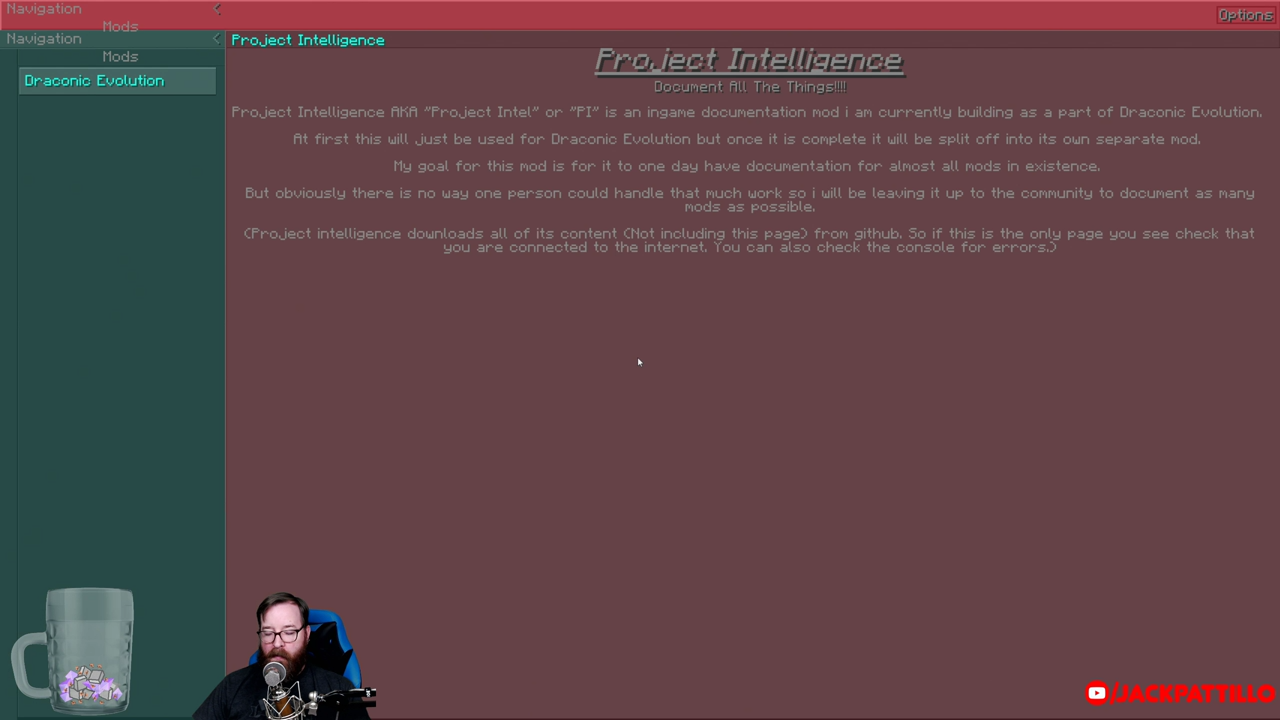 Navigation <
Mods
Options
Navigation <
Mods
Draconic Evolution
Project Intelligence
Project Intelligence
Document All The Things!!!!
Project Intelligence AKA "Project Intel" or "PI" is an ingame documentation mod i am currently building as a part of Draconic Evolution.
At first this will just be used for Draconic Evolution but once it is complete it will be split off into its own separate mod.
My goal for this mod is for it to one day have documentation for almost all mods in existence.
But obviously there is no way one person could handle that much work so i will be leaving it up to the community to document as many
mods as possible.
(Project intelligence downloads all of its content (Not including this page) from github. So if this is the only page you see check that
you are connected to the internet. You can also check the console for errors.)
/JACKPATTILLO